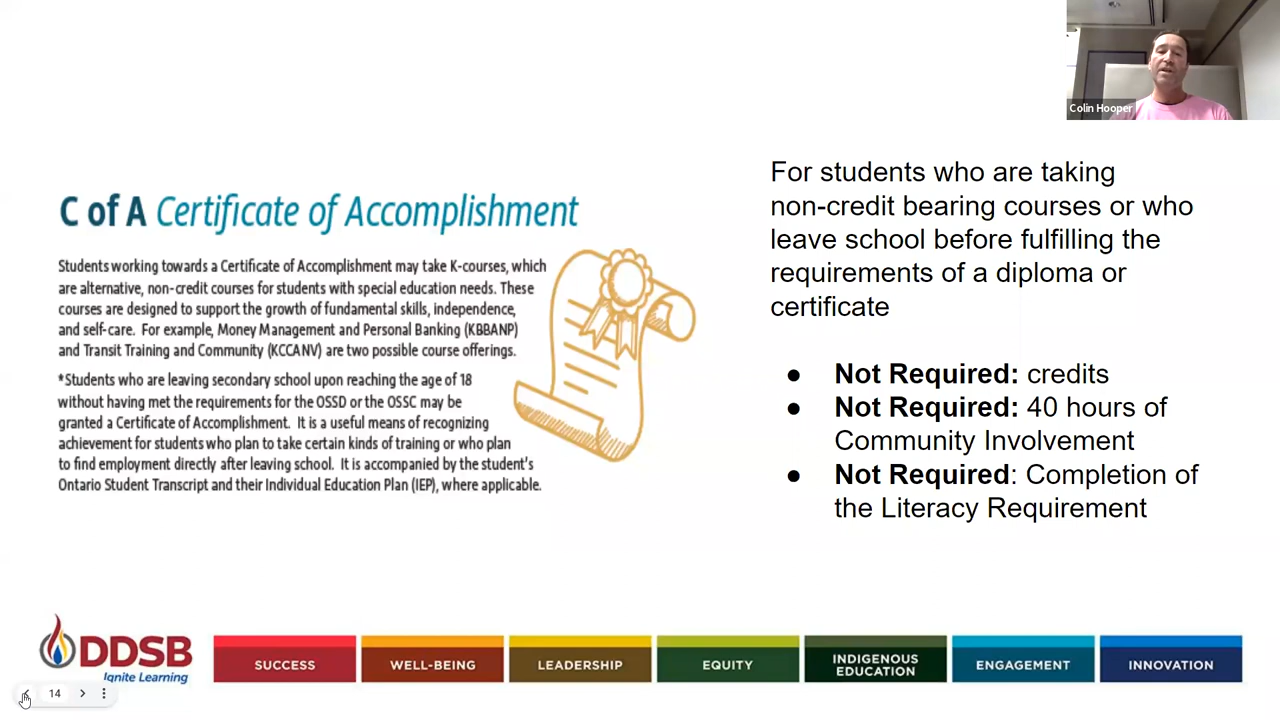 Colin Hooper
C of A Certificate of Accomplishment
Students working towards a Certificate of Accomplishment may take K-courses, which
are alternative, non-credit courses for students with special education needs. These
courses are designed to support the growth of fundamental skills, independence,
and self-care. For example, Money Management and Personal Banking (KBBANP)
and Transit Training and Community (KCCANV) are two possible course offerings.
*Students who are leaving secondary school upon reaching the age of 18
without having met the requirements for the OSSD or the OSSC may be
granted a Certificate of Accomplishment. It is a useful means of recognizing
achievement for students who plan to take certain kinds of training or who plan
to find employment directly after leaving school. It is accompanied by the student's
Ontario Student Transcript and their Individual Education Plan (IEP), where applicable.
For students who are taking
non-credit bearing courses or who
leave school before fulfilling the
requirements of a diploma or
certificate
● Not Required: credits
● Not Required: 40 hours of
Community Involvement
● Not Required: Completion of
the Literacy Requirement
DDSB
Ignite Learning
SUCCESS
WELL-BEING
LEADERSHIP
EQUITY
INDIGENOUS
EDUCATION
ENGAGEMENT
INNOVATION
14